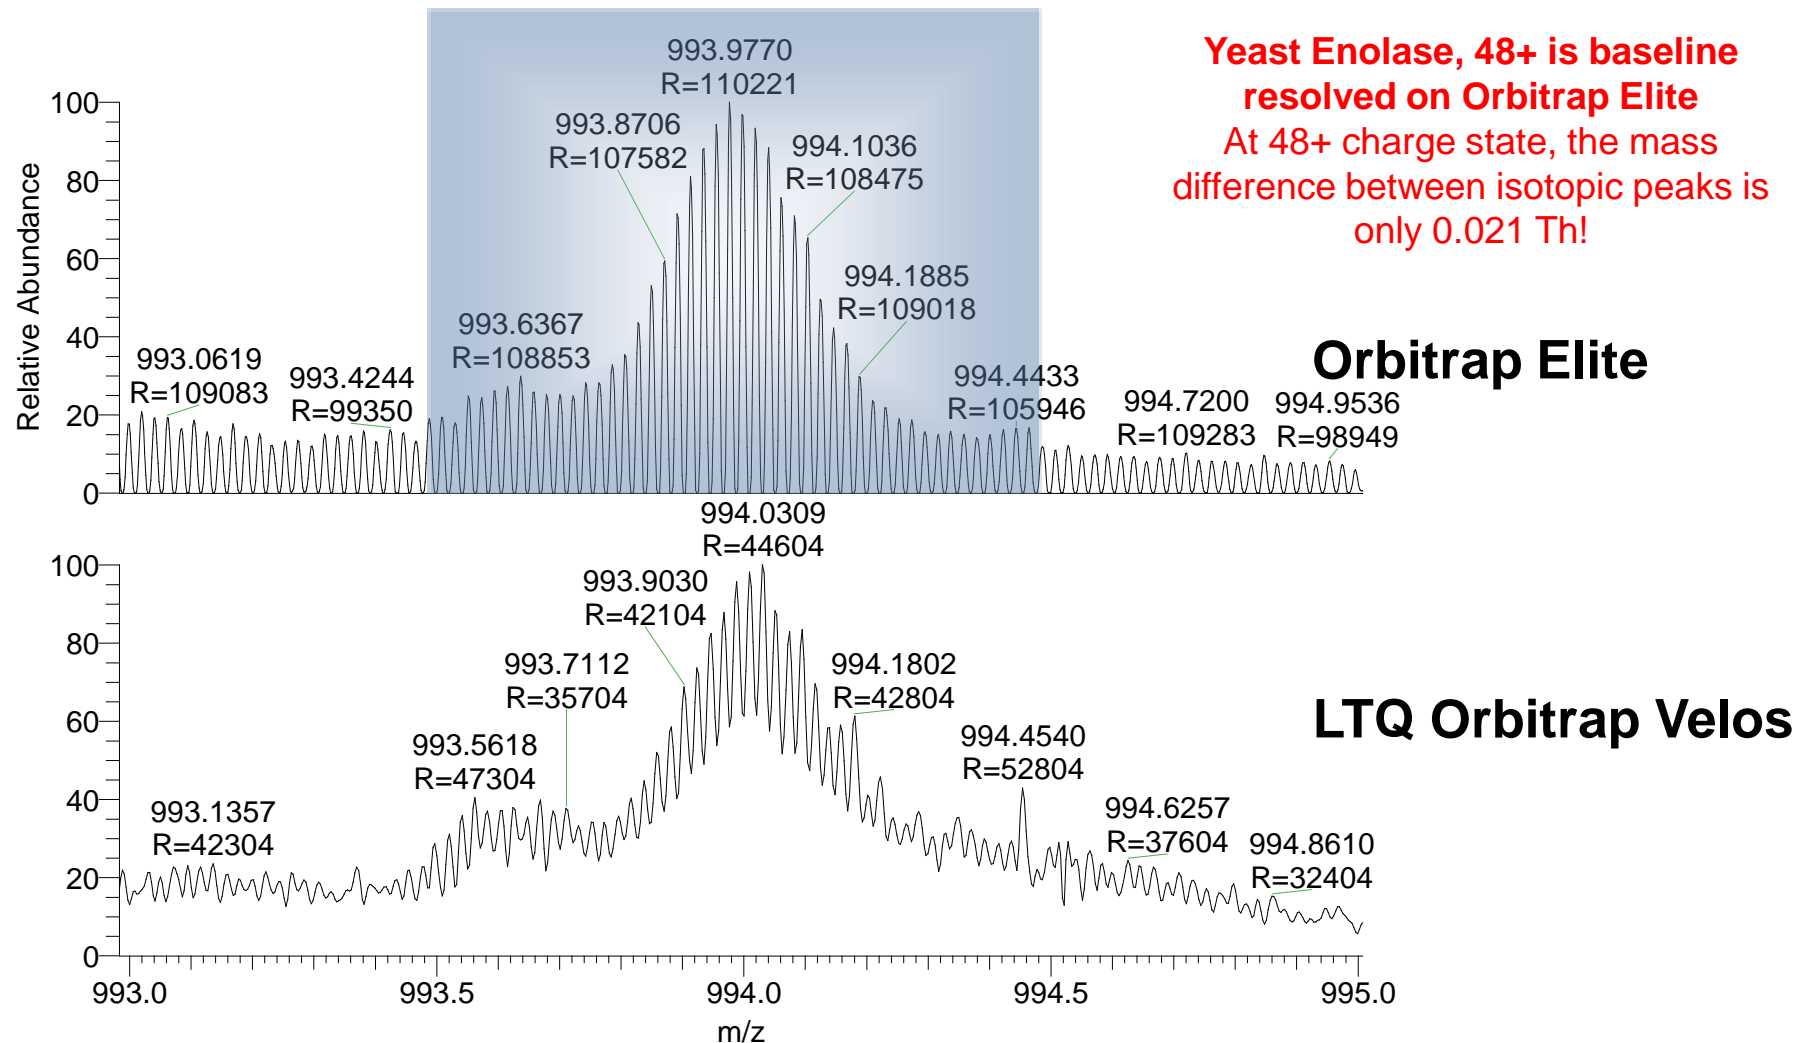 Yeast Enolase, 48+ is baseline
resolved on Orbitrap Elite
At 48+ charge state, the mass
difference between isotopic peaks is
only 0.021 Th!
Relative Abundance
100
80
60
40
20
0
993.9770
R=110221
993.8706
R=107582
994.1036
R=108475
994.1885
R=109018
993.6367
R=108853
993.0619
R=109083
993.4244
R=99350
994.4433
R=105946
994.7200
R=109283
994.9536
R=98949
Orbitrap Elite
100
80
60
40
20
0
994.0309
R=44604
993.9030
R=42104
993.7112
R=35704
994.1802
R=42804
993.5618
R=47304
994.4540
R=52804
993.1357
R=42304
994.6257
R=37604
994.8610
R=32404
LTQ Orbitrap Velos
993.0
993.5
994.0
994.5
995.0
m/z